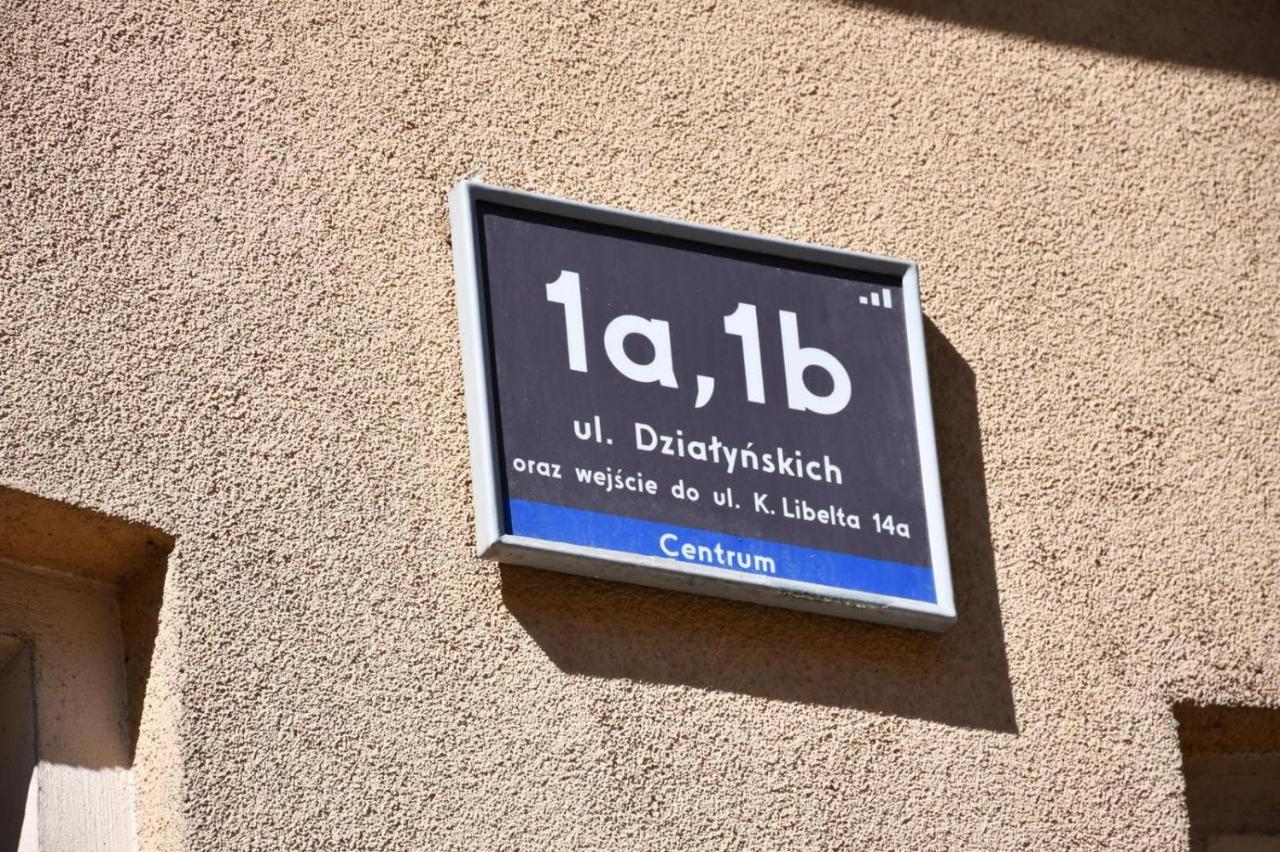 1a,1b
ul. Działyńskich
oraz wejście do ul. K. Libelta 14a
Centrum